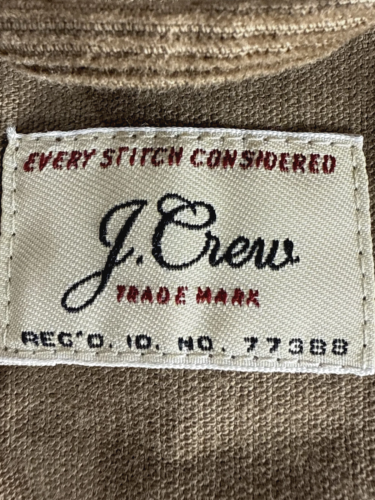 EVERY STITCH CONSIDERED
J.Crew
TRADE MARK
REG'D. ID. NO. 77388